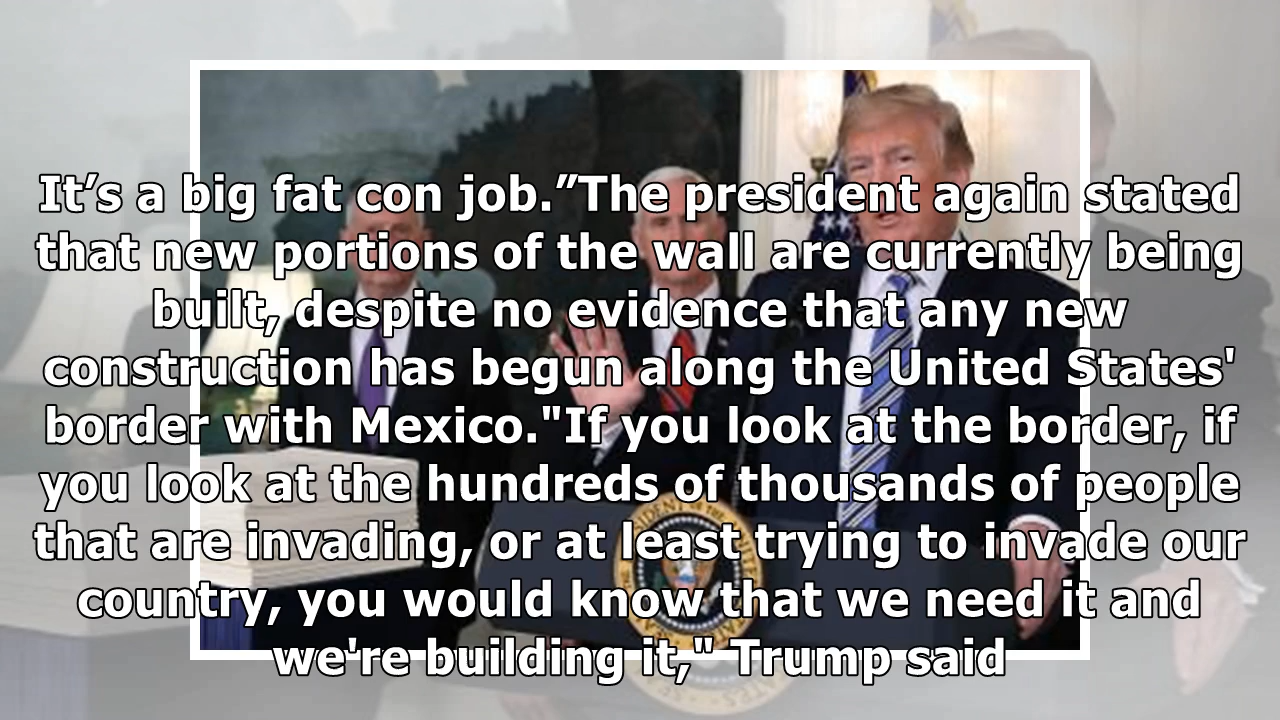 It’s a big fat con job.”The president again stated
that new portions of the wall are currently being
built, despite no evidence that any new
construction has begun along the United States'
border with Mexico."If you look at the border, if
you look at the hundreds of thousands of people
that are invading, or at least trying to invade our
country, you would know that we need it and
we're building it," Trump said